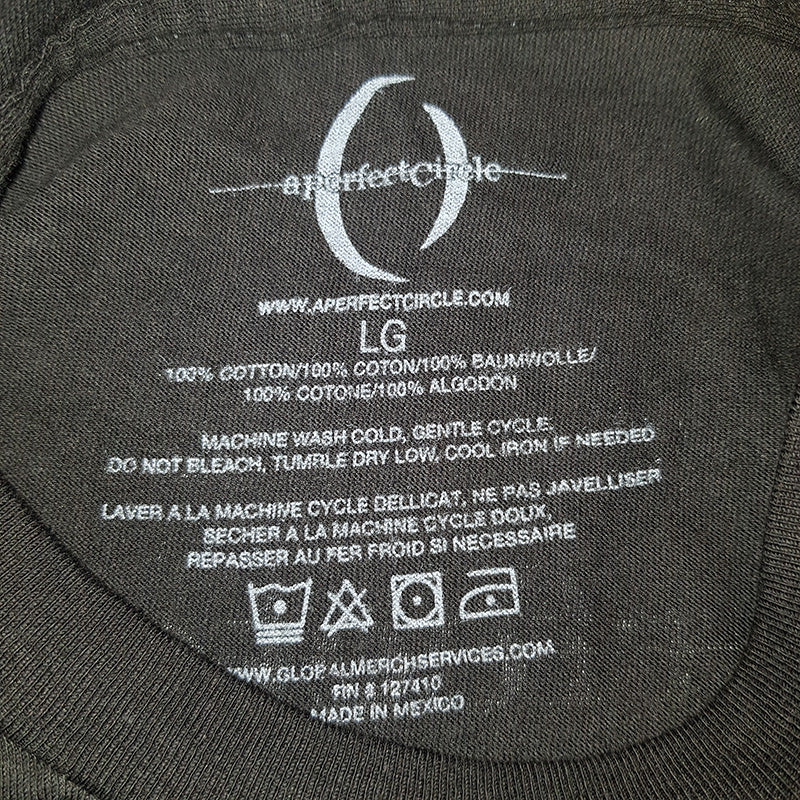 aperfectCircle
WWW.APERFECTCIRCLE.COM
LG
100% COTTON/100% COTON/100% BAUMWOLLE/
100% COTONE/100% ALGODÓN
MACHINE WASH COLD, GENTLE CYCLE.
DO NOT BLEACH, TUMBLE DRY LOW, COOL IRON IF NEEDED
LAVER A LA MACHINE CYCLE DELLICAT, NE PAS JAVELLISER
SECHER A LA MACHINE CYCLE DOUX,
REPASSER AU FER FROID SI NECESSAIRE
WWW.GLOBALMERCHSERVICES.COM
FIN # 127410
MADE IN MEXICO